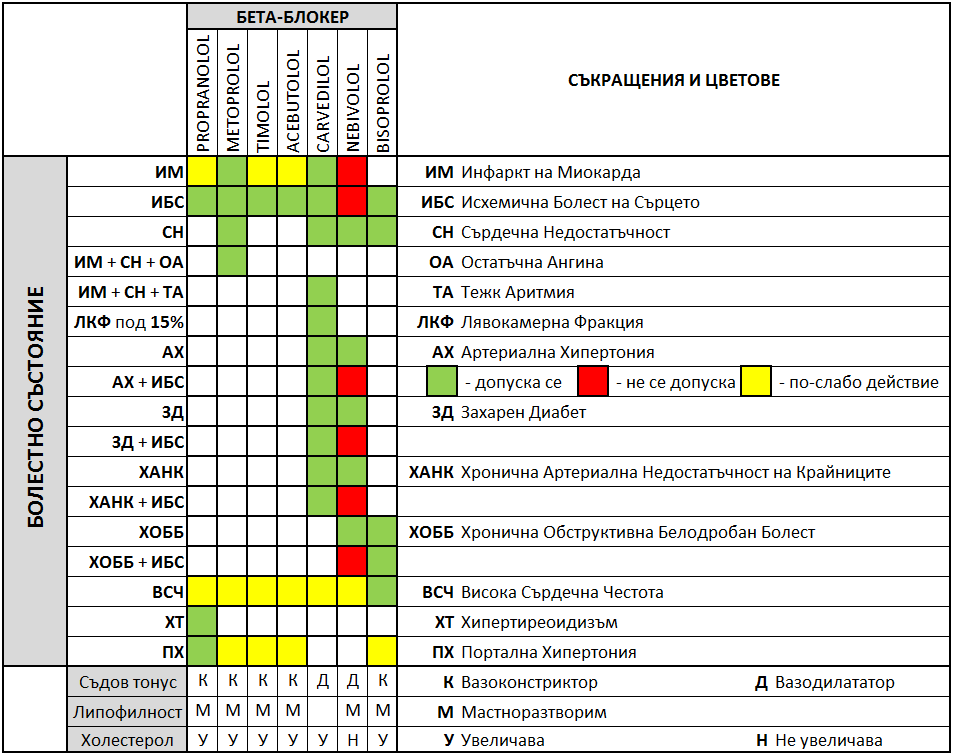 БЕТА-БЛОКЕР
PROPRANOLOL METOPROLOL TIMOLOL ACEBUTOLOL CARVEDILOL NEBIVOLOL BISOPROLOL
СЪКРАЩЕНИЯ И ЦВЕТОВЕ
БОЛЕСТНО СЪСТОЯНИЕ
ИМ ИМ Инфаркт на Миокарда
ИБС ИБС Исхемична Болест на Сърцето
СН СН Сърдечна Недостатъчност
ИМ + СН + ОА ОА Остатъчна Ангина
ИМ + СН + ТА ТА Тежк Аритмия
ЛКФ под 15% ЛКФ Лявокамерна Фракция
АХ АХ Артериална Хипертония
АХ + ИБС - допуска се - не се допуска - по-слабо действие
ЗД ЗД Захарен Диабет
ЗД + ИБС
ХАНК ХАНК Хронична Артериална Недостатъчност на Крайниците
ХАНК + ИБС
ХОББ ХОББ Хронична Обструктивна Белодробан Болест
ХОББ + ИБС
ВСЧ ВСЧ Висока Сърдечна Честота
ХТ ХТ Хипертиреоидизъм
ПХ ПХ Портална Хипертония
Съдов тонус К К К К Д Д К К Вазоконстриктор Д Вазодилататор
Липофилност М М М М М М М Мастноразтворим
Холестерол У У У У У Н У У Увеличава Н Не увеличава